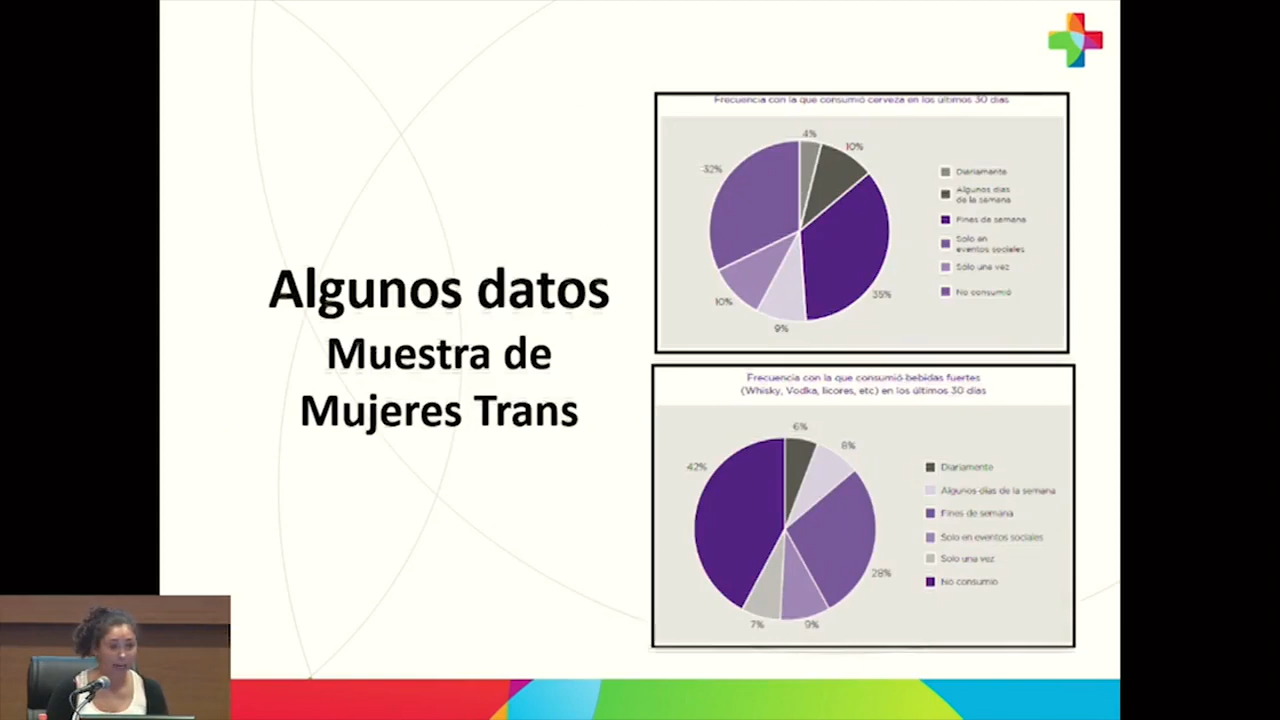 Algunos datos
Muestra de
Mujeres Trans
Frecuencia con la que consumió cerveza en los últimos 30 días
4%
10%
35%
9%
10%
32%
Diariamente
Algunos días
de la semana
Fines de semana
Solo en
eventos sociales
Solo una vez
No consumió
Frecuencia con la que consumió bebidas fuertes
(Whisky, Vodka, licores, etc) en los últimos 30 días
6%
8%
28%
9%
7%
42%
Diariamente
Algunos días de la semana
Fines de semana
Solo en eventos sociales
Solo una vez
No consumio